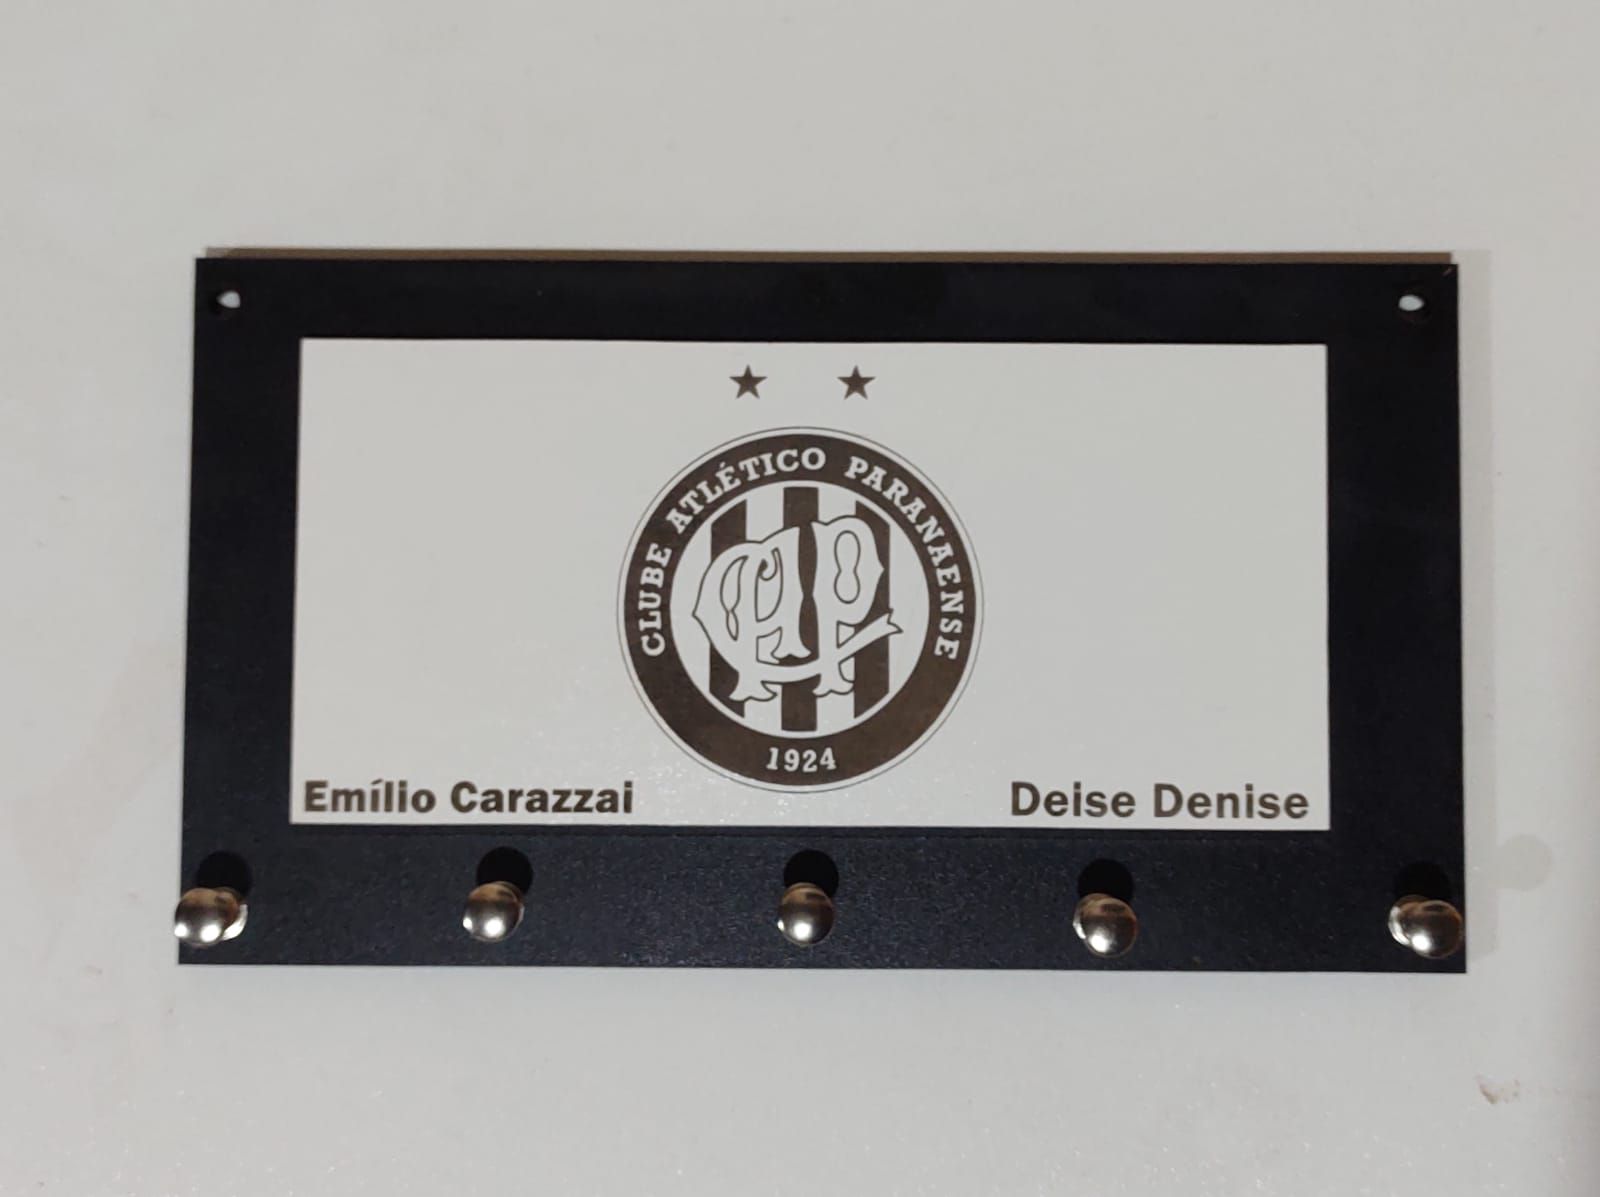 CLUBE ATLÉTICO PARANAENSE
CAP
1924
Emílio Carazzai
Deise Denise